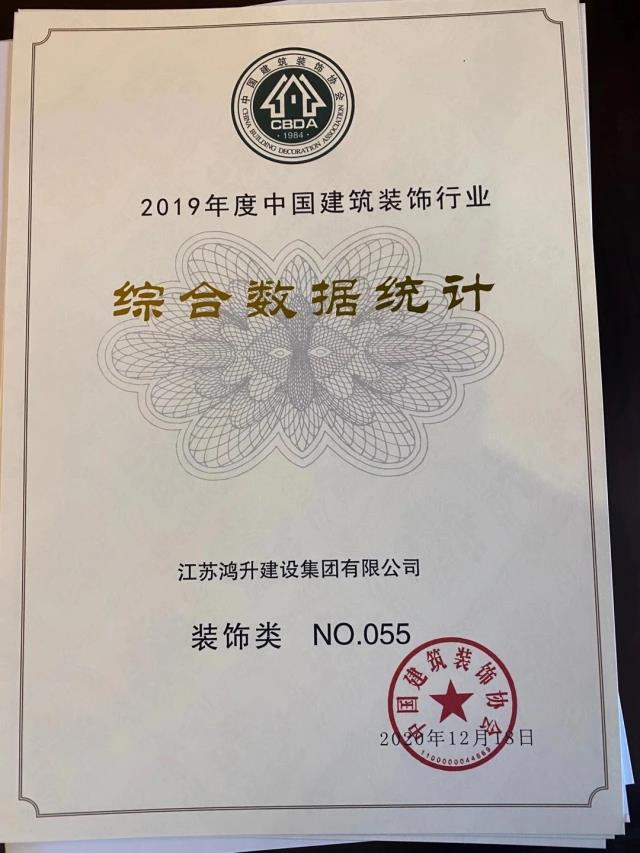 中国建筑装饰协会
CBDA
·1984·
CHINA BUILDING DECORATION ASSOCIATION
2019年度中国建筑装饰行业
综合数据统计
江苏鸿升建设集团有限公司
装饰类 NO.055
中国建筑装饰协会
2020年12月18日
1100000044669